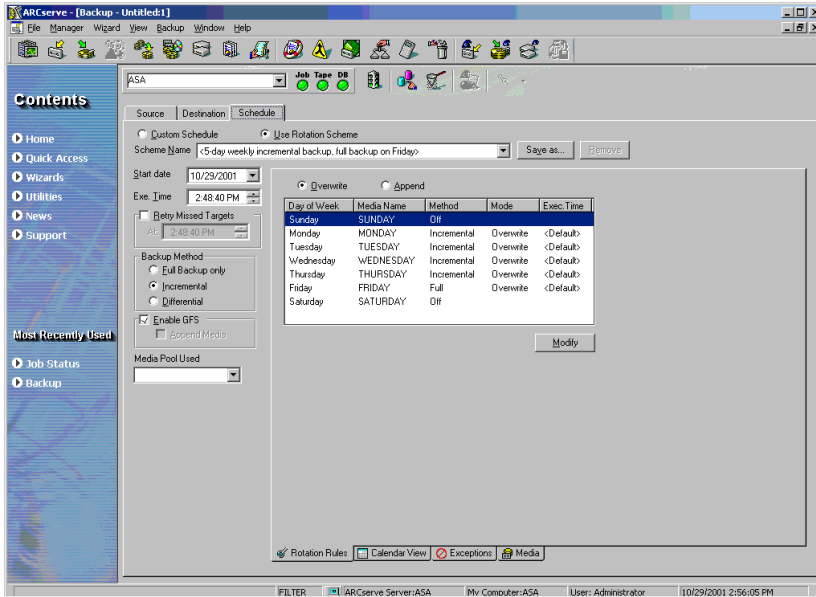 ARCserve - [Backup - Untitled:1]
File Manager Wizard View Backup Window Help
Contents
Home
Quick Access
Wizards
Utilities
News
Support
Most Recently Used
Job Status
Backup
ASA
Job Tape DB
Source Destination Schedule
Custom Schedule Use Rotation Scheme
Scheme Name <5-day weekly incremental backup, full backup on Friday> Save as... Remove
Start date 10/29/2001
Exe. Time 2:48:40 PM
Retry Missed Targets
At: 2:48:40 PM
Backup Method
Full Backup only
Incremental
Differential
Enable GFS
Append Media
Media Pool Used
Overwrite Append
Day of Week Media Name Method Mode Exec.Time
Sunday SUNDAY Off
Monday MONDAY Incremental Overwrite <Default>
Tuesday TUESDAY Incremental Overwrite <Default>
Wednesday WEDNESDAY Incremental Overwrite <Default>
Thursday THURSDAY Incremental Overwrite <Default>
Friday FRIDAY Full Overwrite <Default>
Saturday SATURDAY Off
Modify
Rotation Rules Calendar View Exceptions Media
FILTER ARCserve Server:ASA My Computer:ASA User: Administrator 10/29/2001 2:56:05 PM